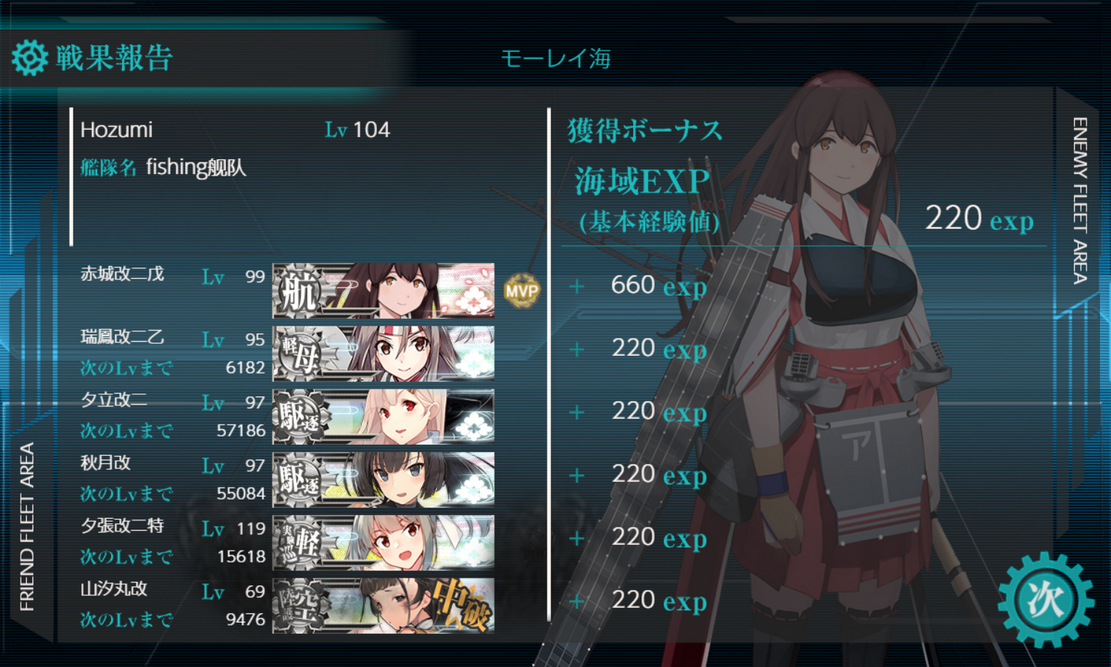 戦果報告
モーレイ海
Hozumi Lv 104
艦隊名 fishing舰队
獲得ボーナス
海域EXP
(基本経験値) 220 exp
赤城改二戊 Lv 99 航 MVP + 660 exp
瑞鳳改二乙 Lv 95 軽母 + 220 exp
次のLvまで 6182
夕立改二 Lv 97 駆逐 + 220 exp
次のLvまで 57186
秋月改 Lv 97 駆逐 + 220 exp
次のLvまで 55084
夕張改二特 Lv 119 軽 + 220 exp
次のLvまで 15618
山汐丸改 Lv 69 中破 + 220 exp
次のLvまで 9476
FRIEND FLEET AREA
ENEMY FLEET AREA
ア
次